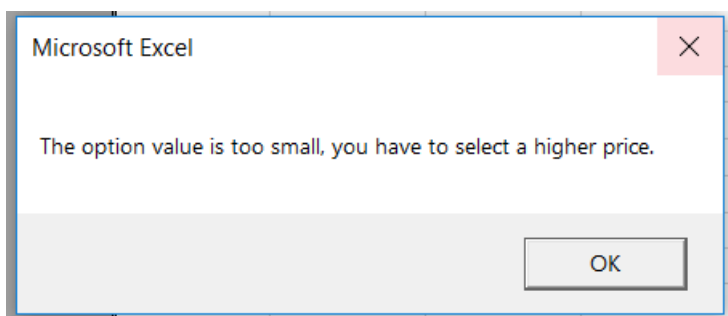 Microsoft Excel
The option value is too small, you have to select a higher price.
OK